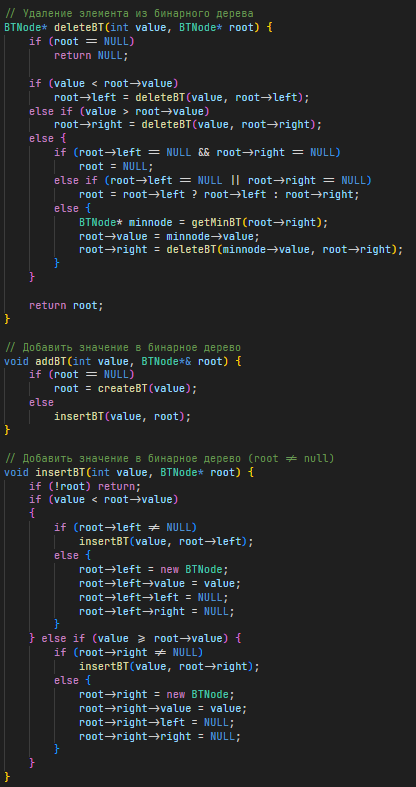 // Удаление элемента из бинарного дерева
BTNode* deleteBT(int value, BTNode* root) {
    if (root == NULL)
        return NULL;

    if (value < root->value)
        root->left = deleteBT(value, root->left);
    else if (value > root->value)
        root->right = deleteBT(value, root->right);
    else {
        if (root->left == NULL && root->right == NULL)
            root = NULL;
        else if (root->left == NULL || root->right == NULL)
            root = root->left ? root->left : root->right;
        else {
            BTNode* minnode = getMinBT(root->right);
            root->value = minnode->value;
            root->right = deleteBT(minnode->value, root->right);
        }
    }

    return root;
}

// Добавить значение в бинарное дерево
void addBT(int value, BTNode*& root) {
    if (root == NULL)
        root = createBT(value);
    else
        insertBT(value, root);
}

// Добавить значение в бинарное дерево (root != null)
void insertBT(int value, BTNode* root) {
    if (!root) return;
    if (value < root->value)
    {
        if (root->left != NULL)
            insertBT(value, root->left);
        else {
            root->left = new BTNode;
            root->left->value = value;
            root->left->left = NULL;
            root->left->right = NULL;
        }
    } else if (value >= root->value) {
        if (root->right != NULL)
            insertBT(value, root->right);
        else {
            root->right = new BTNode;
            root->right->value = value;
            root->right->left = NULL;
            root->right->right = NULL;
        }
    }
}